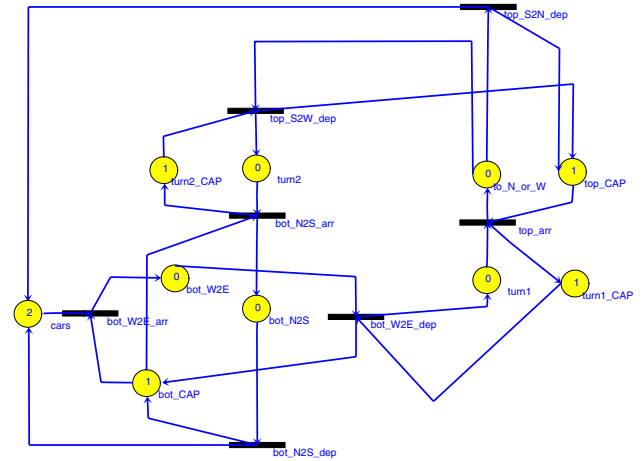 top_S2N_dep
top_S2W_dep
1
turn2_CAP
0
turn2
0
to_N_or_W
1
top_CAP
bot_N2S_arr
top_arr
0
bot_W2E
0
turn1
1
turn1_CAP
2
cars
bot_W2E_arr
0
bot_N2S
bot_W2E_dep
1
bot_CAP
bot_N2S_dep